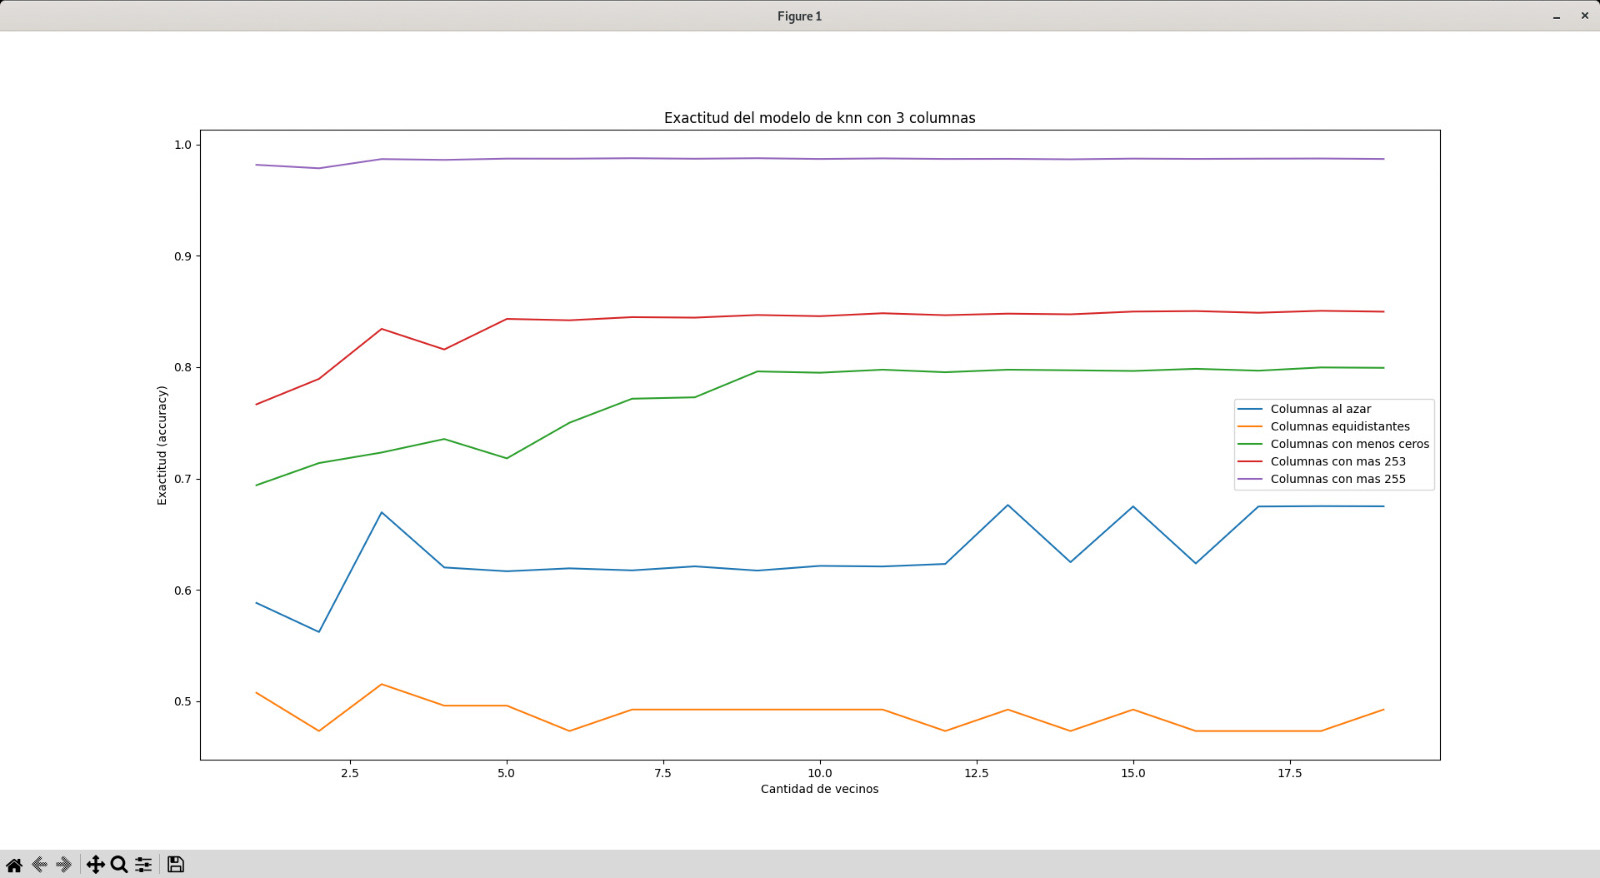 Figure 1
Exactitud del modelo de knn con 3 columnas
1.0
0.9
0.8
0.7
0.6
0.5
Exactitud (accuracy)
Columnas al azar
Columnas equidistantes
Columnas con menos ceros
Columnas con mas 253
Columnas con mas 255
2.5 5.0 7.5 10.0 12.5 15.0 17.5
Cantidad de vecinos